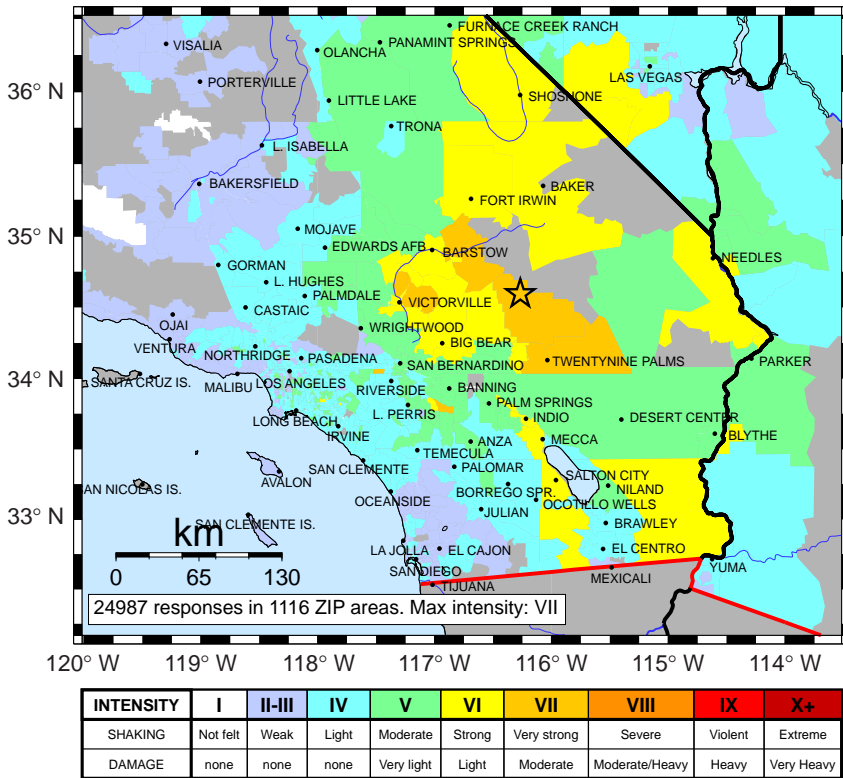 FURNACE CREEK RANCH
VISALIA
PANAMINT SPRINGS
OLANCHA
LAS VEGAS
PORTERVILLE
36° N
SHOSHONE
LITTLE LAKE
TRONA
L. ISABELLA
BAKERSFIELD
BAKER
FORT IRWIN
MOJAVE
35° N
EDWARDS AFB
BARSTOW
NEEDLES
GORMAN
L. HUGHES
PALMDALE
VICTORVILLE
CASTAIC
OJAI
WRIGHTWOOD
VENTURA
BIG BEAR
NORTHRIDGE
PASADENA
TWENTYNINE PALMS
PARKER
SAN BERNARDINO
34° N
SANTA CRUZ IS.
MALIBU
LOS ANGELES
RIVERSIDE
BANNING
PALM SPRINGS
L. PERRIS
INDIO
DESERT CENTER
LONG BEACH
IRVINE
ANZA
MECCA
BLYTHE
TEMECULA
SAN CLEMENTE
PALOMAR
AVALON
SALTON CITY
AN NICOLAS IS.
OCEANSIDE
BORREGO SPR.
NILAND
OCOTILLO WELLS
33° N
SAN CLEMENTE IS.
JULIAN
BRAWLEY
km
LA JOLLA
EL CAJON
EL CENTRO
0 65 130
SAN DIEGO
MEXICALI
YUMA
TIJUANA
24987 responses in 1116 ZIP areas. Max intensity: VII
120° W 119° W 118° W 117° W 116° W 115° W 114° W
INTENSITY I II-III IV V VI VII VIII IX X+
SHAKING Not felt Weak Light Moderate Strong Very strong Severe Violent Extreme
DAMAGE none none none Very light Light Moderate Moderate/Heavy Heavy Very Heavy